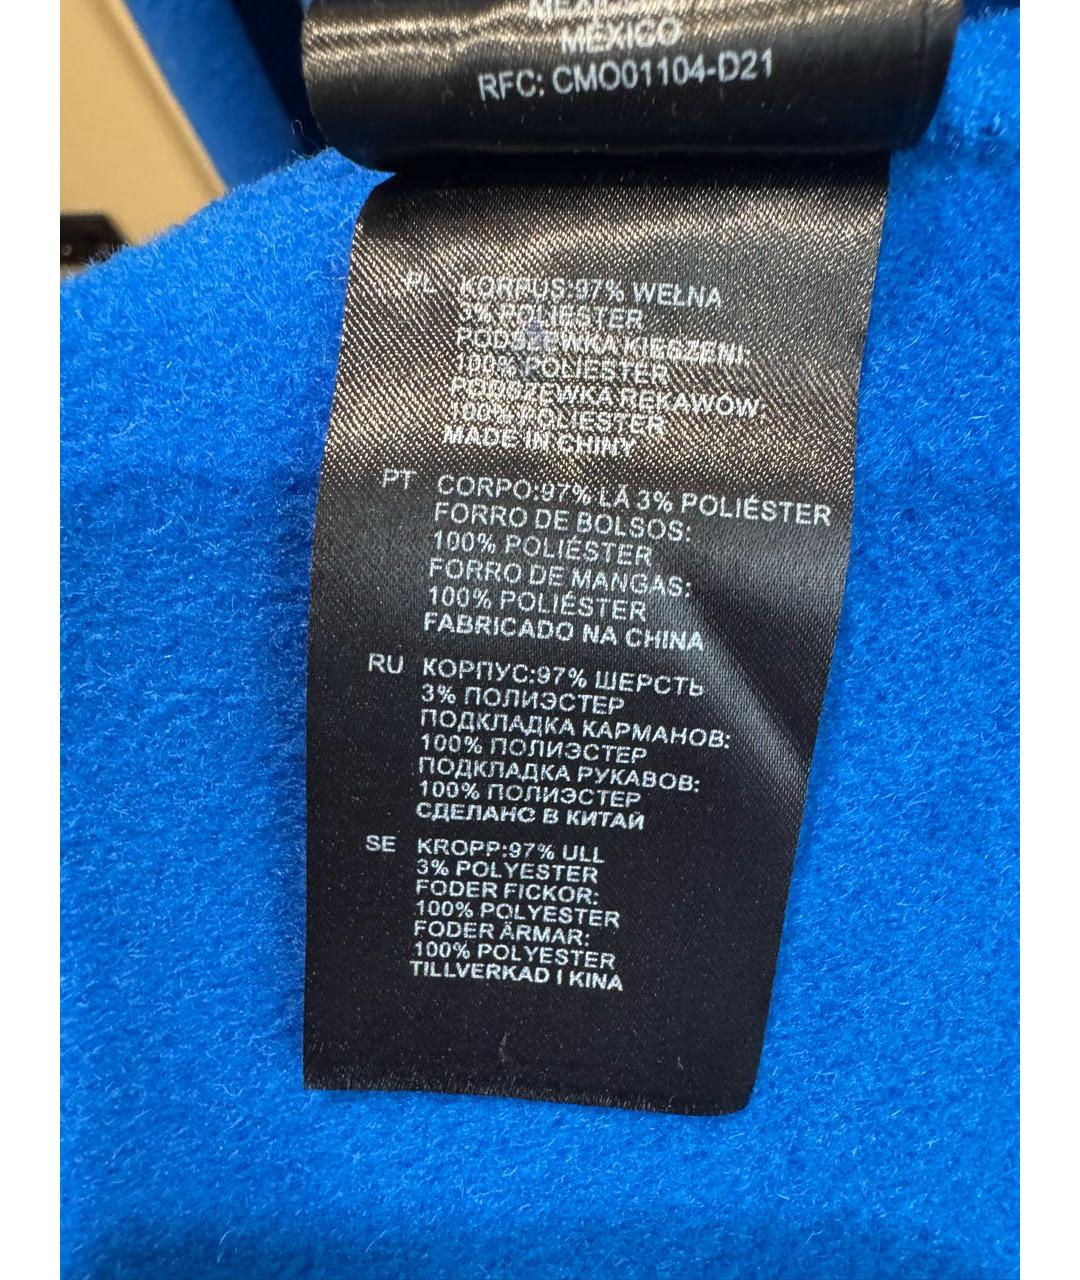 MÉXICO
RFC: CMO01104-D21
PL KORPUS:97% WEŁNA
3% POLIESTER
PODSZEWKA KIESZENI:
100% POLIESTER
PODSZEWKA RĘKAWÓW:
100% POLIESTER
MADE IN CHINY
PT CORPO:97% LÃ 3% POLIÉSTER
FORRO DE BOLSOS:
100% POLIÉSTER
FORRO DE MANGAS:
100% POLIÉSTER
FABRICADO NA CHINA
RU КОРПУС:97% ШЕРСТЬ
3% ПОЛИЭСТЕР
ПОДКЛАДКА КАРМАНОВ:
100% ПОЛИЭСТЕР
ПОДКЛАДКА РУКАВОВ:
100% ПОЛИЭСТЕР
СДЕЛАНО В КИТАЙ
SE KROPP:97% ULL
3% POLYESTER
FODER FICKOR:
100% POLYESTER
FODER ÄRMAR:
100% POLYESTER
TILLVERKAD I KINA